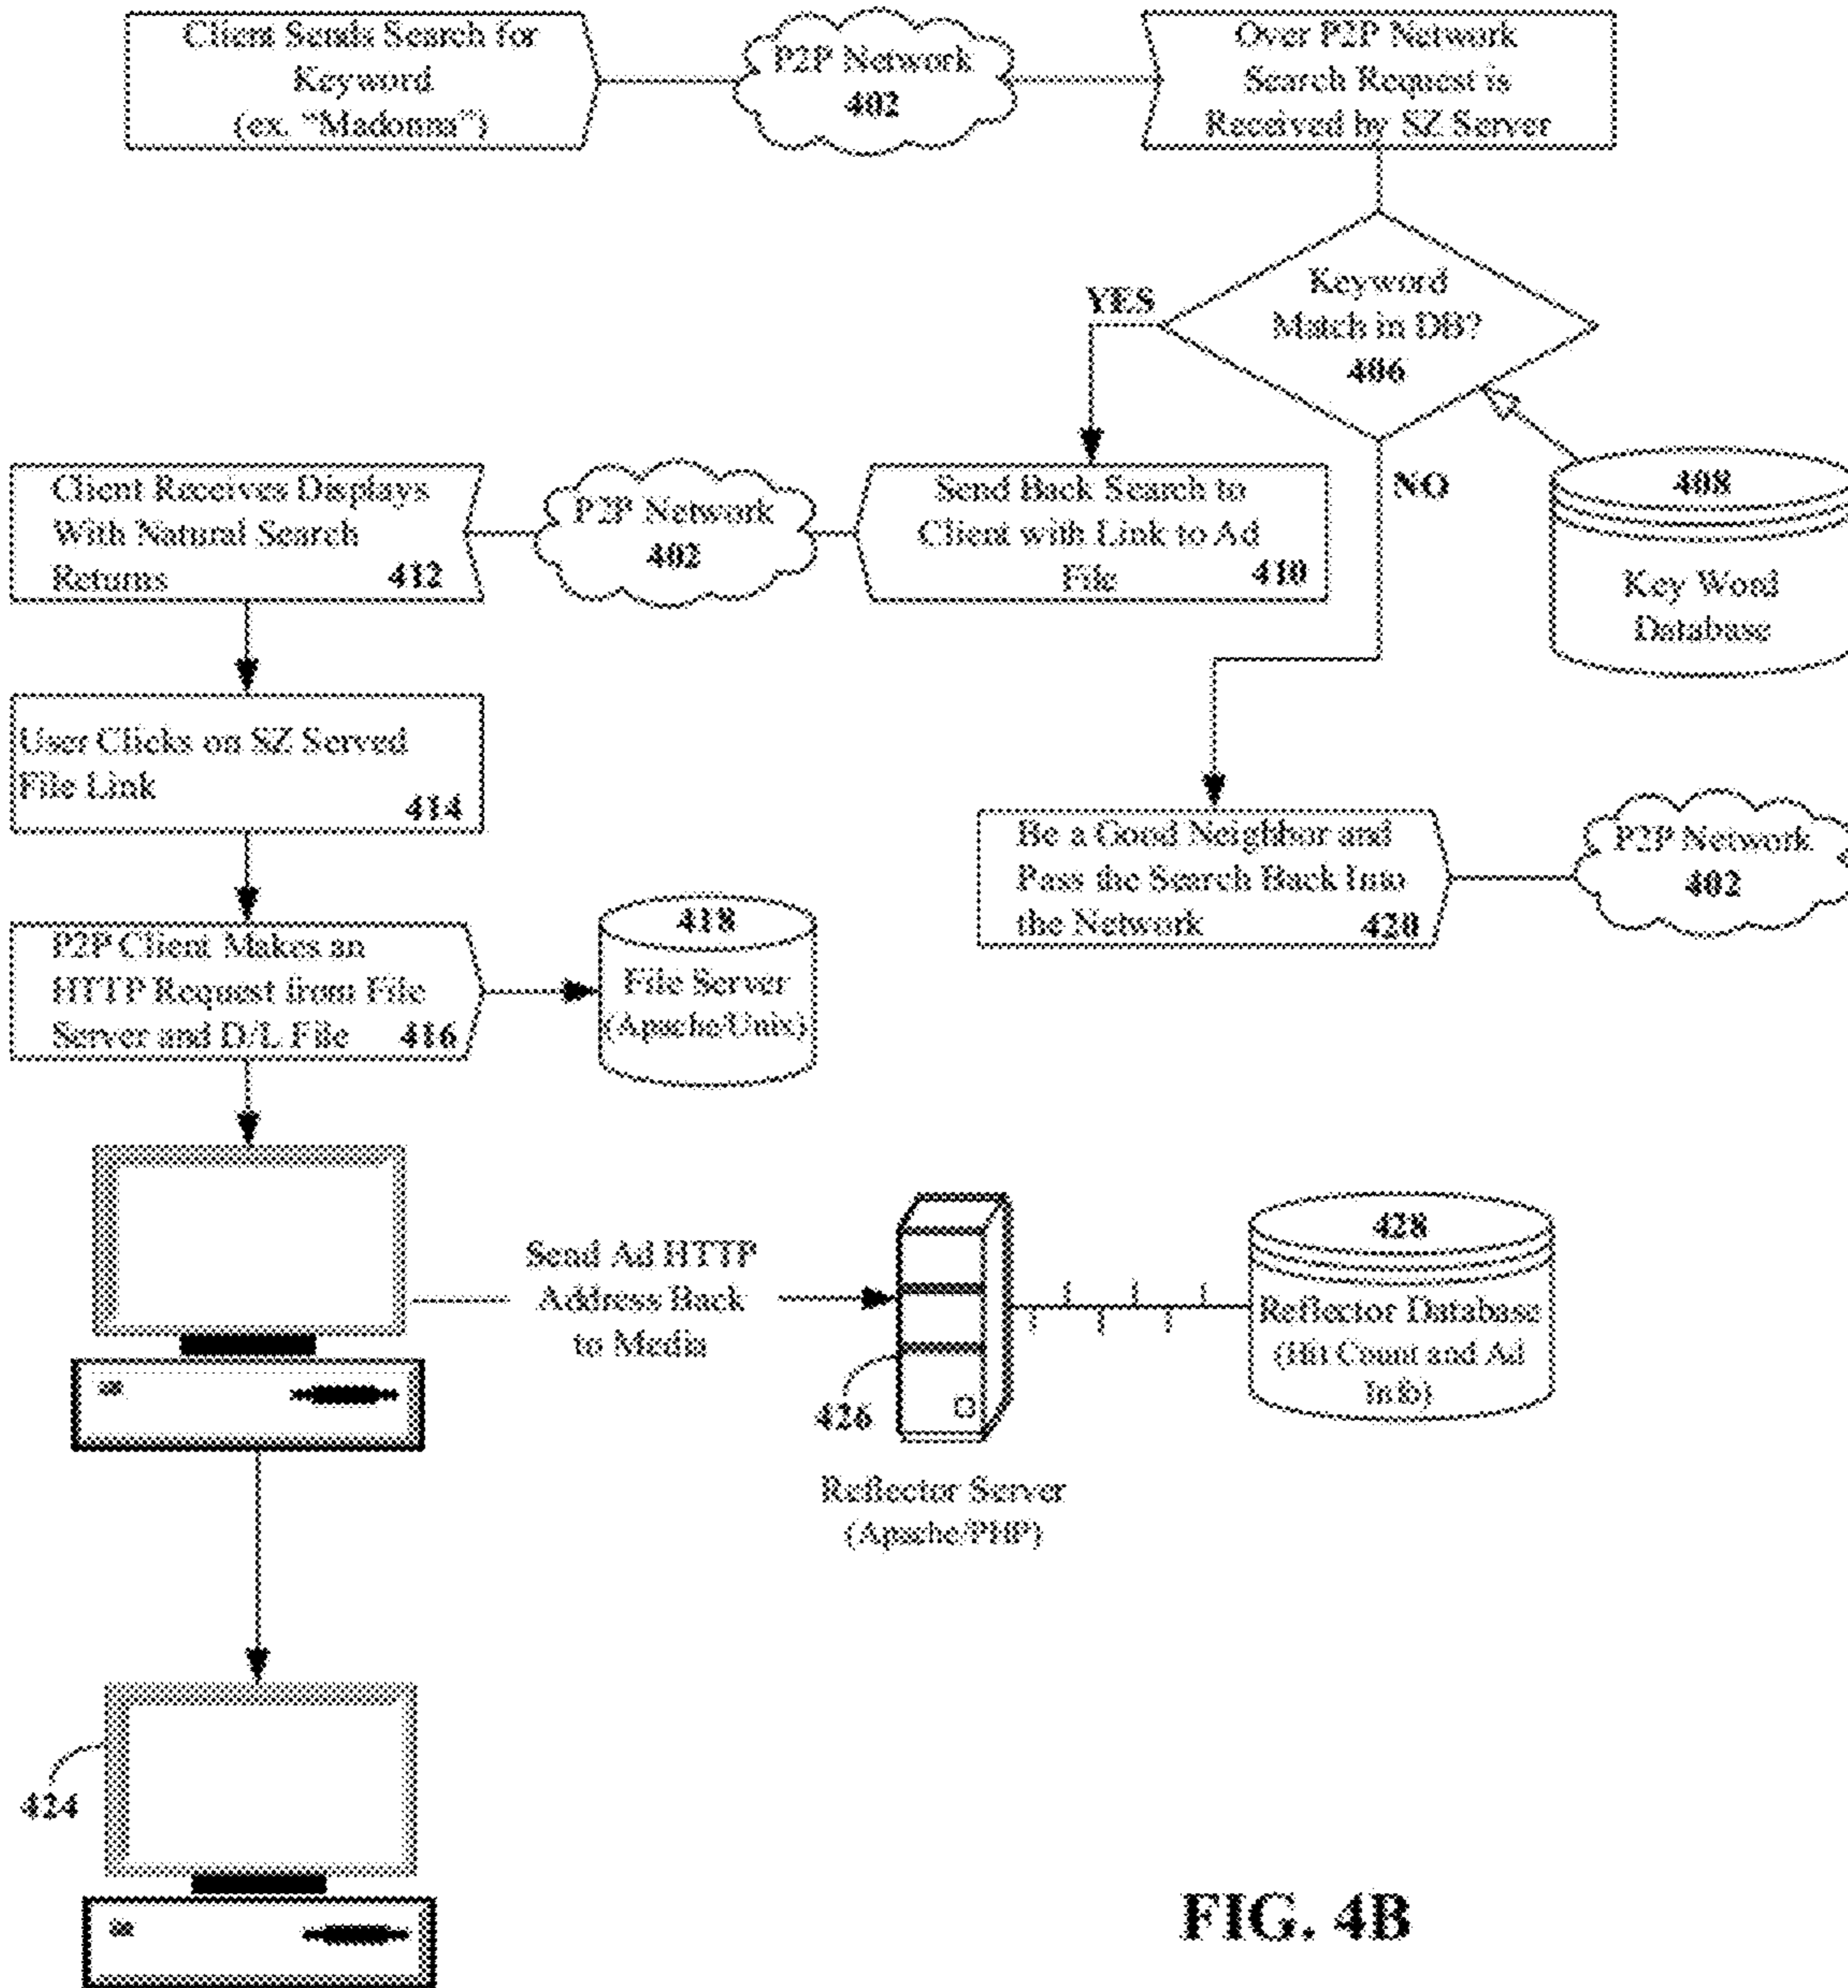 Client Sends Search for
Keyword
(ex. "Madonna")
P2P Network
402
Over P2P Network
Search Request is
Received by SZ Server
Keyword
Match in DB?
406
YES
NO
408
Key Word
Database
Send Back Search to
Client with Link to Ad
File 410
P2P Network
402
Client Receives Displays
With Natural Search
Returns 412
User Clicks on SZ Served
File Link
414
Be a Good Neighbor and
Pass the Search Back Into
the Network 420
P2P Network
402
P2P Client Makes an
HTTP Request from File
Server and D/L File 416
418
File Server
(Apache/Unix)
Send Ad HTTP
Address Back
to Media
426
Reflector Server
(Apache/PHP)
428
Reflector Database
(Hit Count and Ad
Info)
424
FIG. 4B